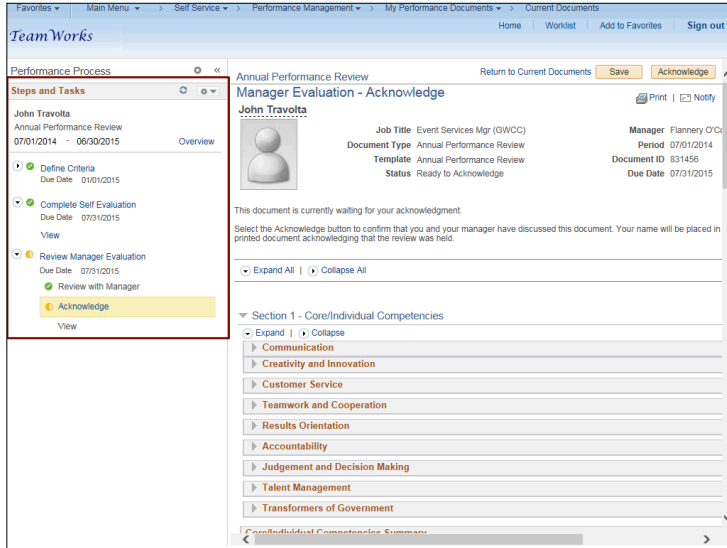 Favorites Main Menu > Self Service > Performance Management > My Performance Documents > Current Documents
Home Worklist Add to Favorites Sign out
TeamWorks
Performance Process «
Steps and Tasks
John Travolta
Annual Performance Review
07/01/2014 - 06/30/2015 Overview
Define Criteria
Due Date 01/01/2015
Complete Self Evaluation
Due Date 07/31/2015
View
Review Manager Evaluation
Due Date 07/31/2015
Review with Manager
Acknowledge
View
Annual Performance Review Return to Current Documents Save Acknowledge
Manager Evaluation - Acknowledge
Print | Notify
John Travolta
Job Title Event Services Mgr (GWCC) Manager Flannery O'Co
Document Type Annual Performance Review Period 07/01/2014
Template Annual Performance Review Document ID 831456
Status Ready to Acknowledge Due Date 07/31/2015
This document is currently waiting for your acknowledgment.
Select the Acknowledge button to confirm that you and your manager have discussed this document. Your name will be placed in
printed document acknowledging that the review was held.
Expand All | Collapse All
Section 1 - Core/Individual Competencies
Expand | Collapse
Communication
Creativity and Innovation
Customer Service
Teamwork and Cooperation
Results Orientation
Accountability
Judgement and Decision Making
Talent Management
Transformers of Government
Core/Individual Competencies Summary